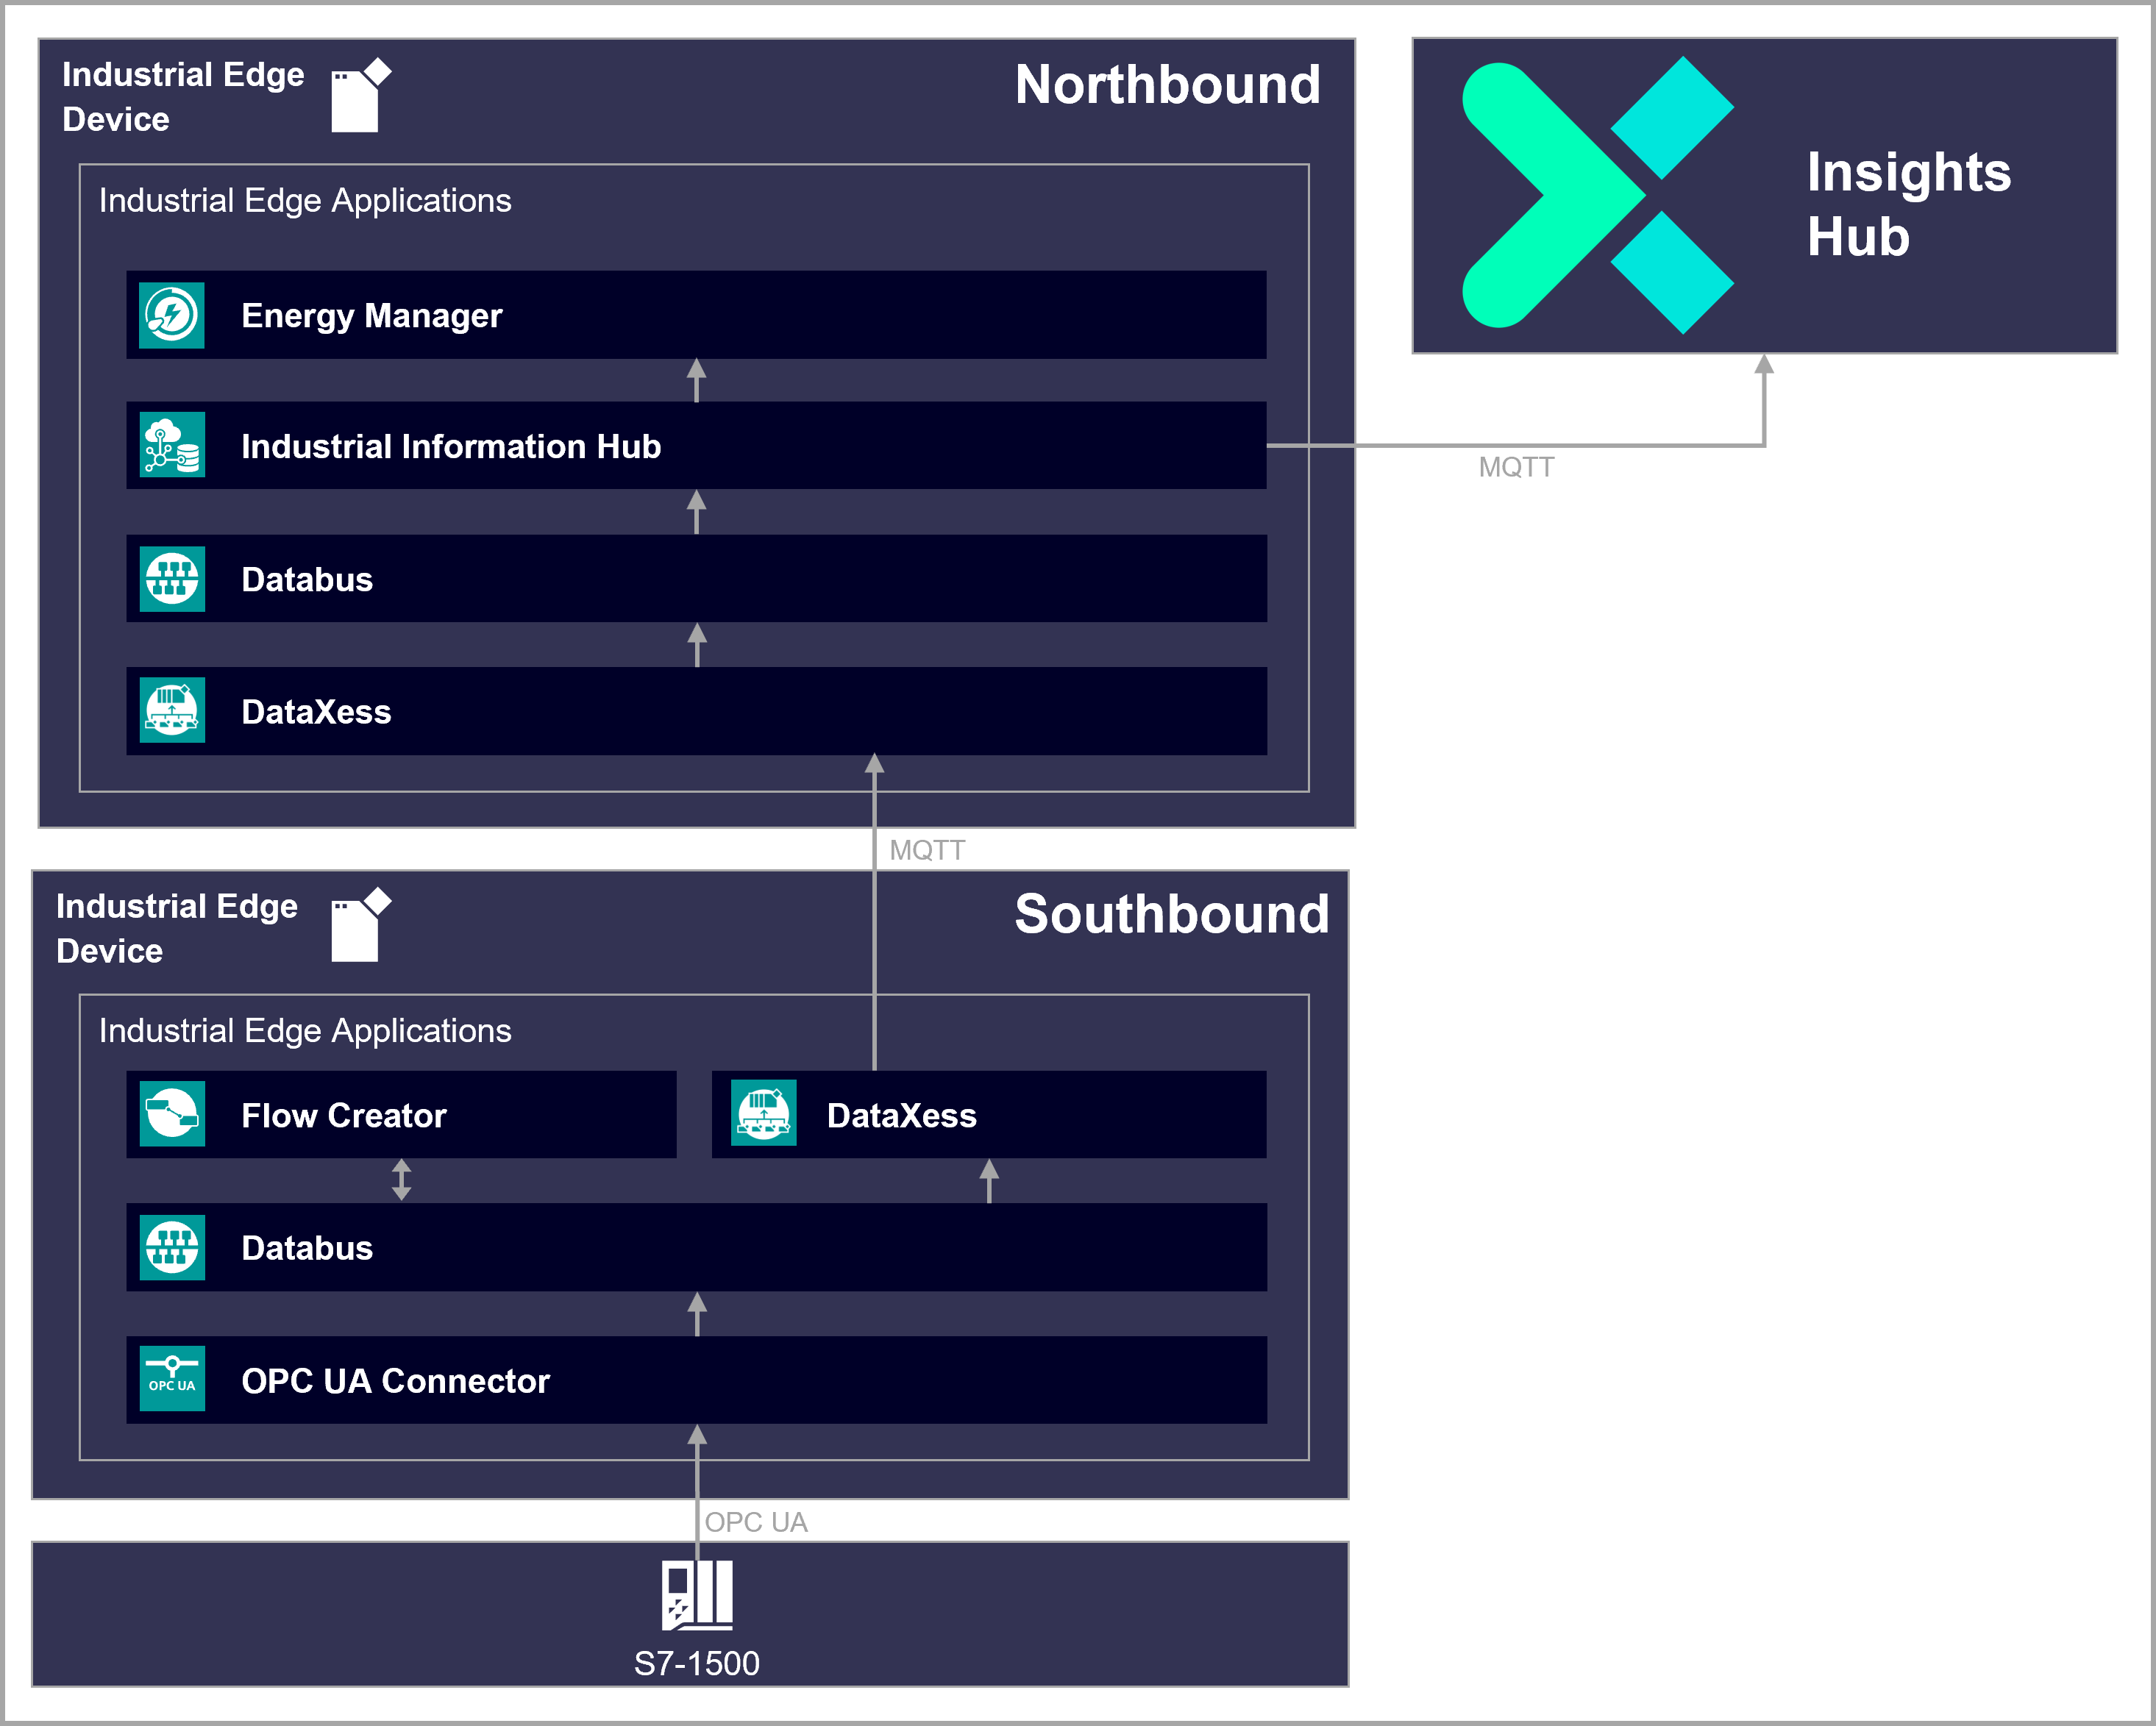 Industrial Edge
Device
Northbound
Industrial Edge Applications
Energy Manager
Industrial Information Hub
Databus
DataXess
Insights
Hub
MQTT
MQTT
Industrial Edge
Device
Southbound
Industrial Edge Applications
Flow Creator
DataXess
Databus
OPC UA
OPC UA Connector
OPC UA
S7-1500